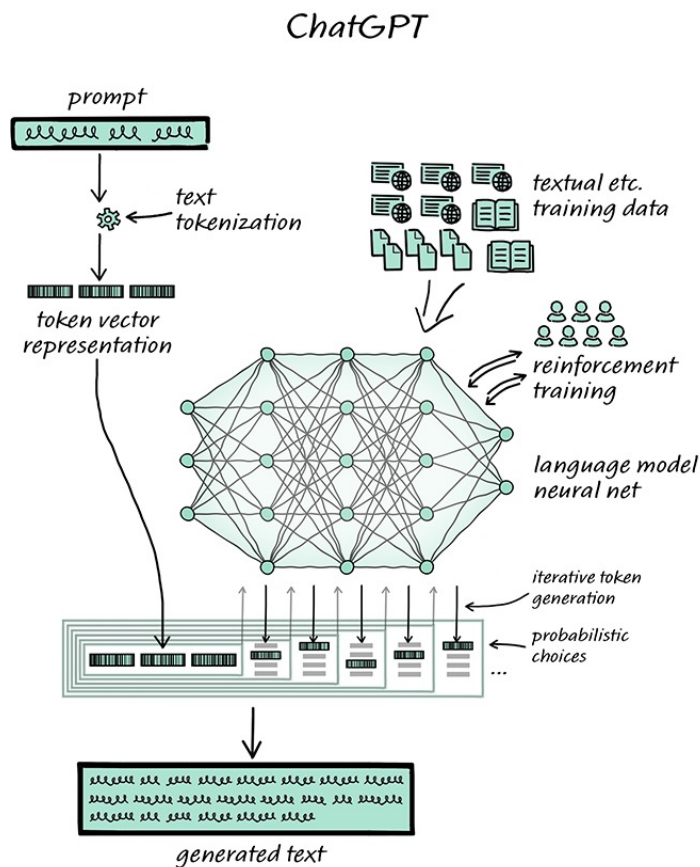 ChatGPT
prompt
text
tokenization
token vector
representation
textual etc.
training data
reinforcement
training
language model
neural net
iterative token
generation
probabilistic
choices
...
generated text